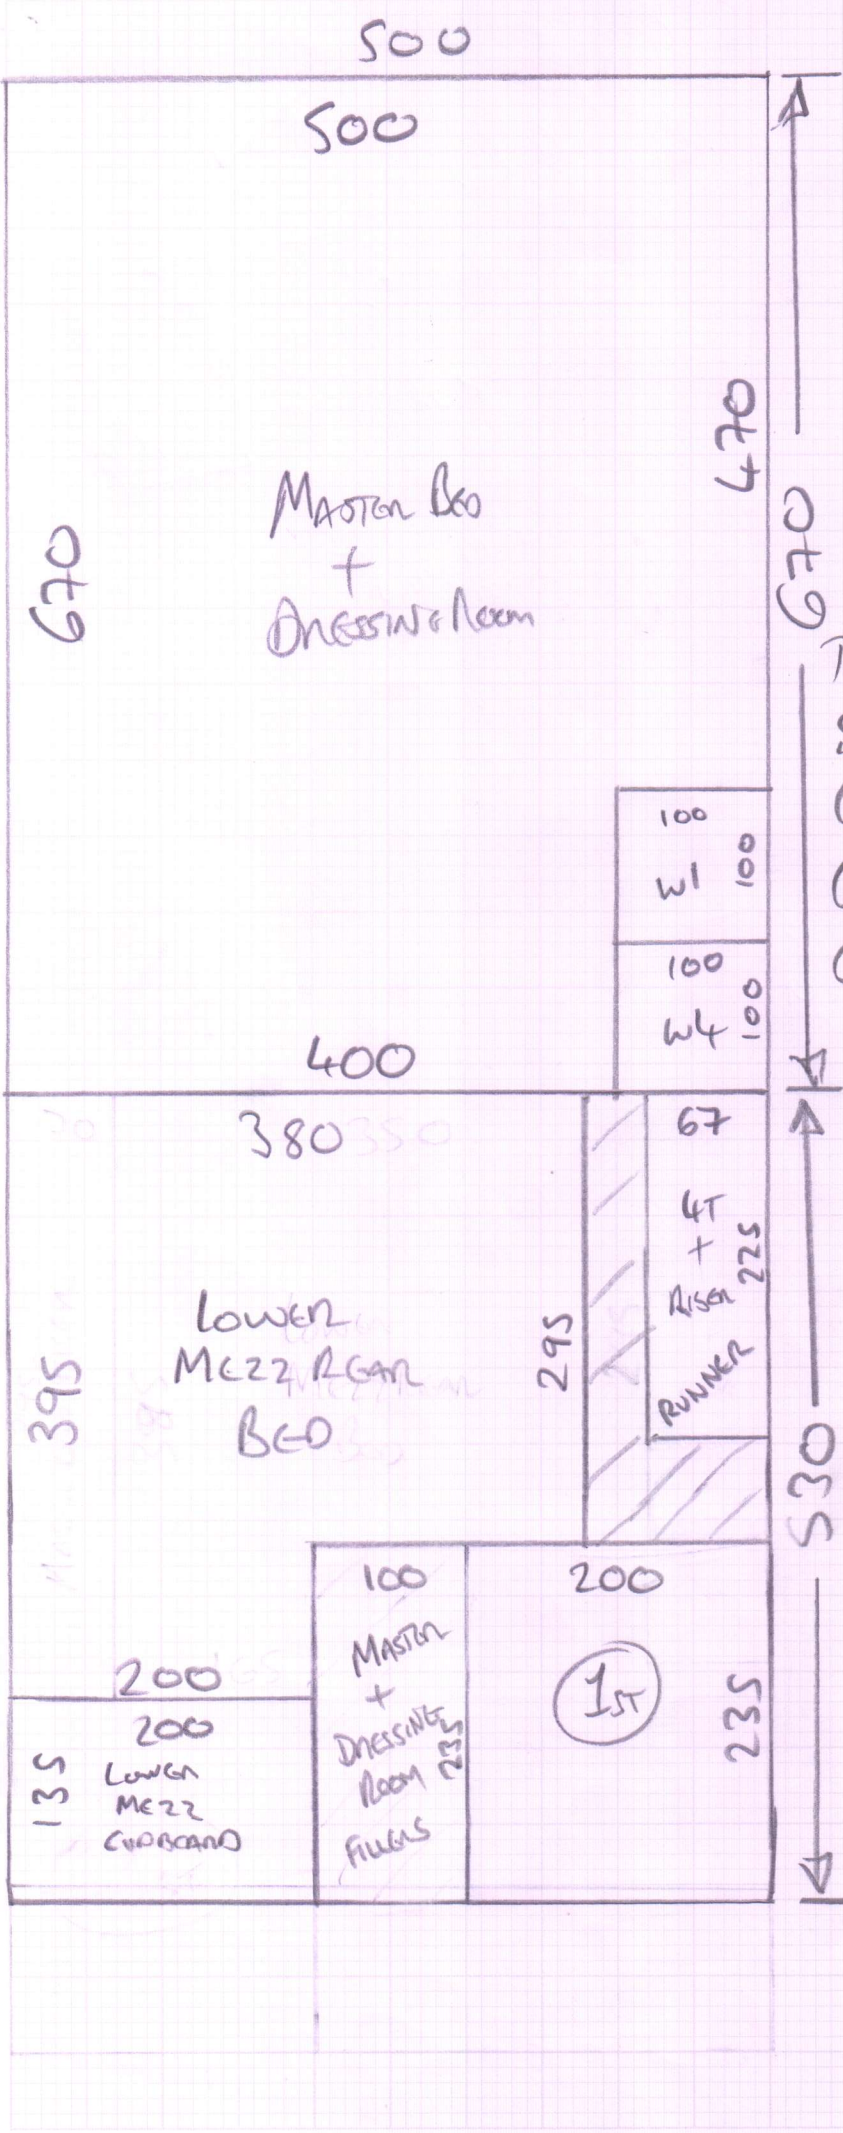 500
500
470
670
670
MASTER BED
+
DRESSING ROOM
100
W1
100
100
W4
100
400
380
67
4T
+
RISER
225
RUNNER
LOWER
MEZZ REAR
BED
395
295
530
100
MASTER
+
DRESSING
ROOM
FILLERS
235
200
1ST
235
200
200
LOWER
MEZZ
CUPBOARD
135